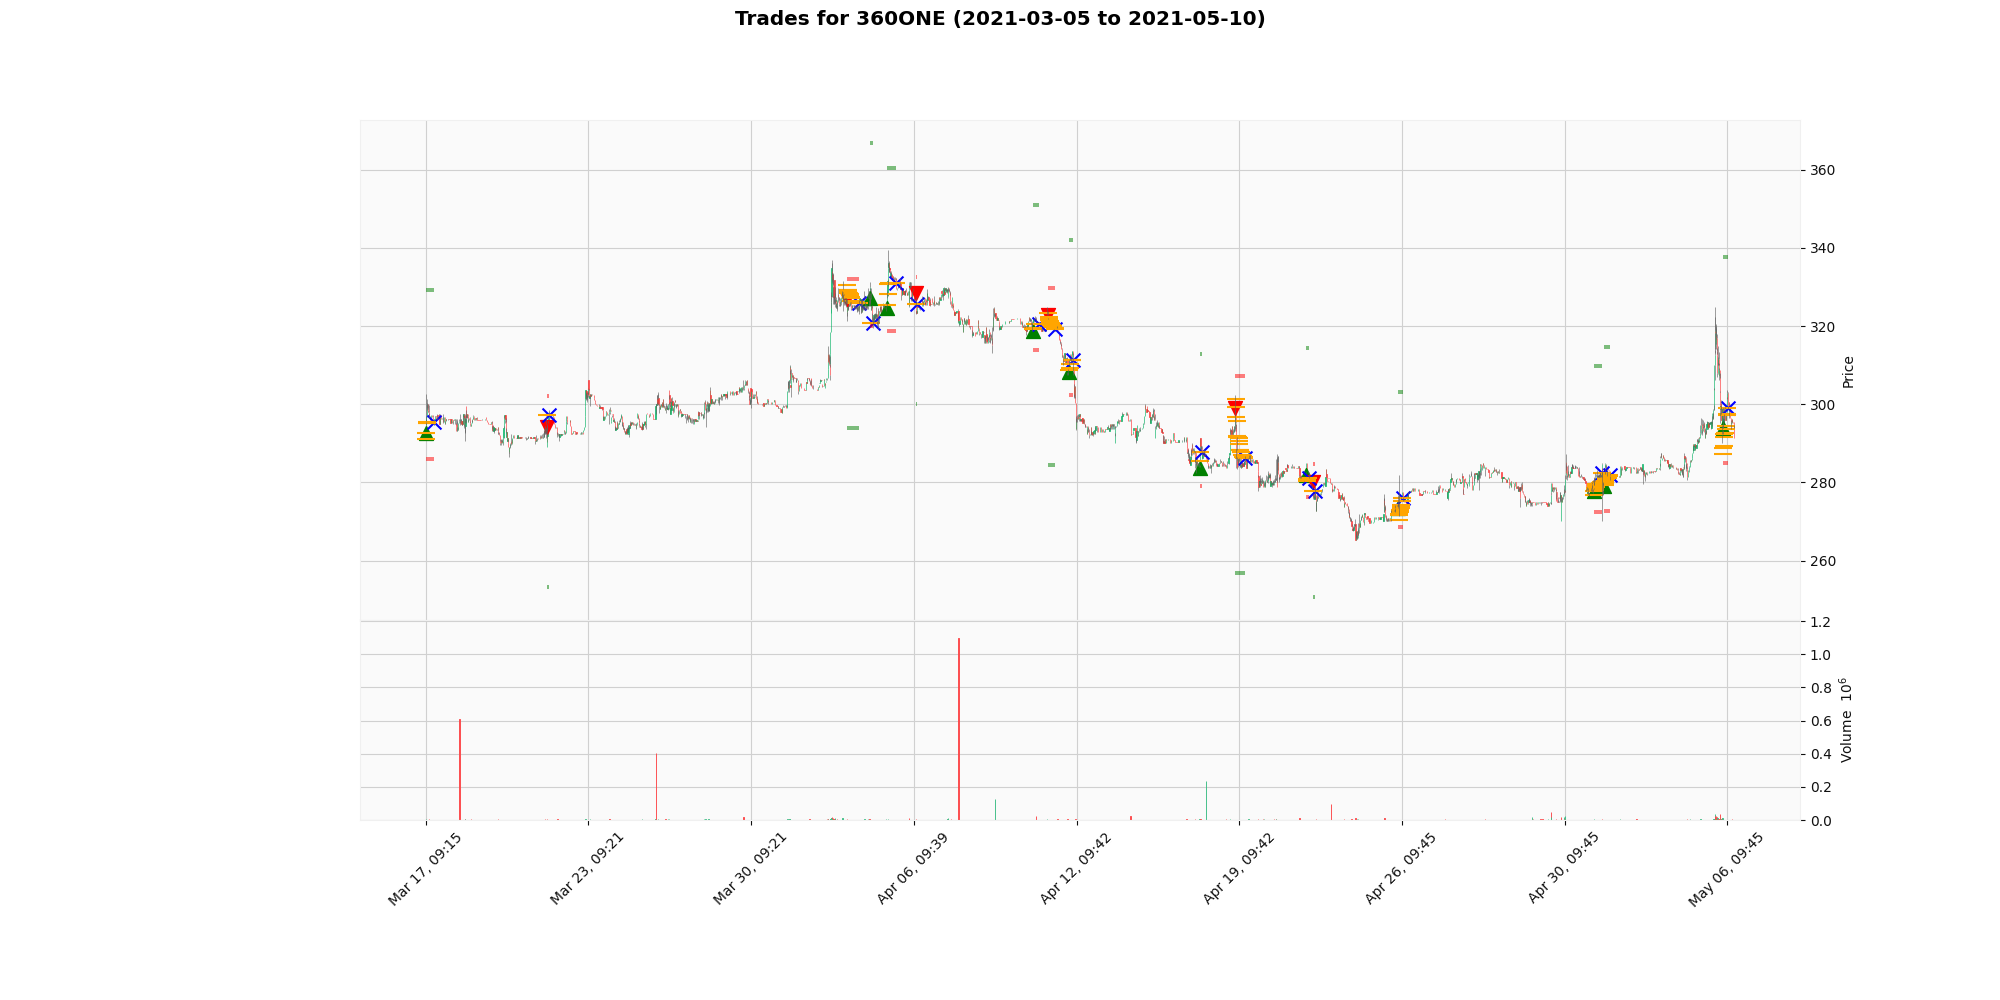 Trades for 360ONE (2021-03-05 to 2021-05-10)
360
340
320
300
280
260
Price
1.2
1.0
0.8
0.6
0.4
0.2
0.0
Volume 10^6
Mar 17, 09:15
Mar 23, 09:21
Mar 30, 09:21
Apr 06, 09:39
Apr 12, 09:42
Apr 19, 09:42
Apr 26, 09:45
Apr 30, 09:45
May 06, 09:45